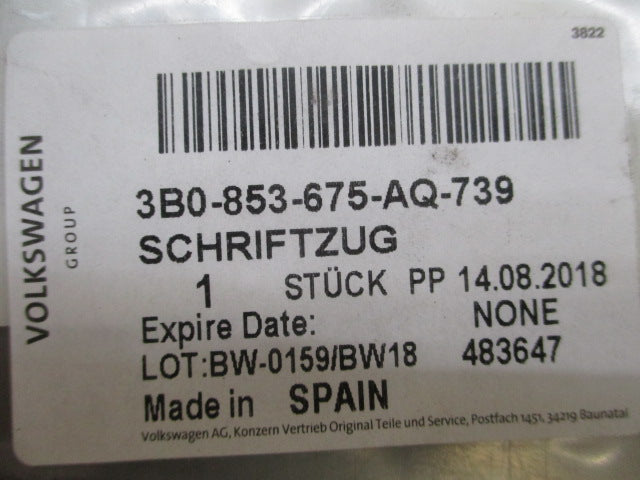 3822
VOLKSWAGEN
GROUP
3B0-853-675-AQ-739
SCHRIFTZUG
1 STÜCK PP 14.08.2018
Expire Date: NONE
LOT:BW-0159/BW18 483647
Made in SPAIN
Volkswagen AG, Konzern Vertrieb Original Teile und Service, Postfach 1451, 34219 Baunatal